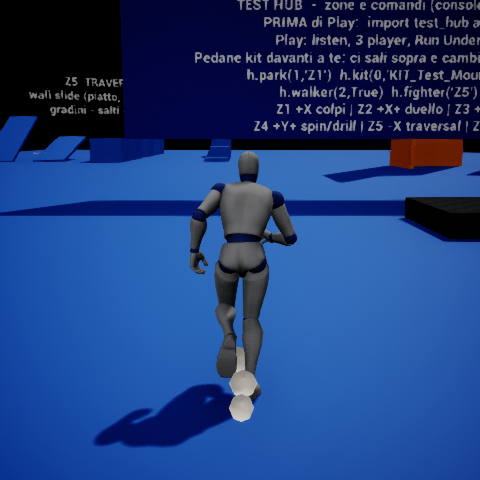 TEST HUB - zone e comandi (consol
PRIMA di Play: import test_hub a
Play: listen, 3 player, Run Under
Pedane kit davanti a te: ci sali sopra e cambi
h.park(1,'Z1') h.kit(0,'KIT_Test_Mou
h.walker(2,True) h.fighter('Z5')
Z1 +X colpi | Z2 +X+ duello | Z3 +
Z4 +Y+ spin/drill | Z5 -X traversal | Z
Z5 TRAVER
wall slide (piatto,
gradini - salti